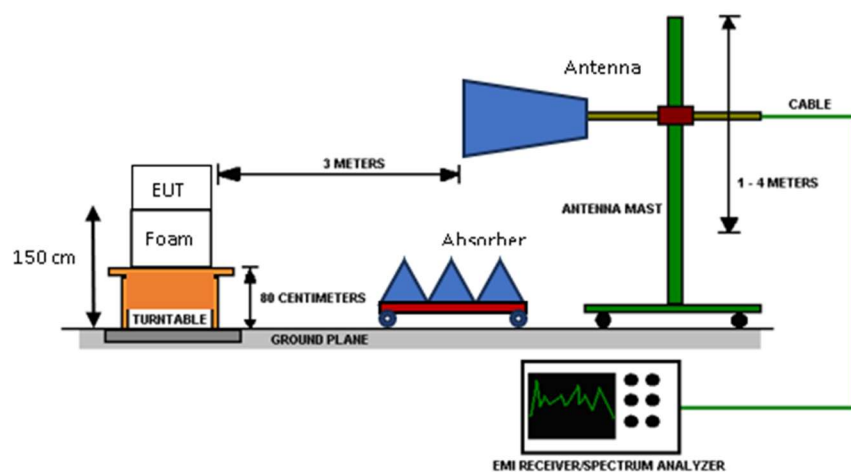 Antenna
CABLE
3 METERS
1 - 4 METERS
EUT
ANTENNA MAST
Foam
Absorber
150 cm
80 CENTIMETERS
TURNTABLE
GROUND PLANE
EMI RECEIVER/SPECTRUM ANALYZER